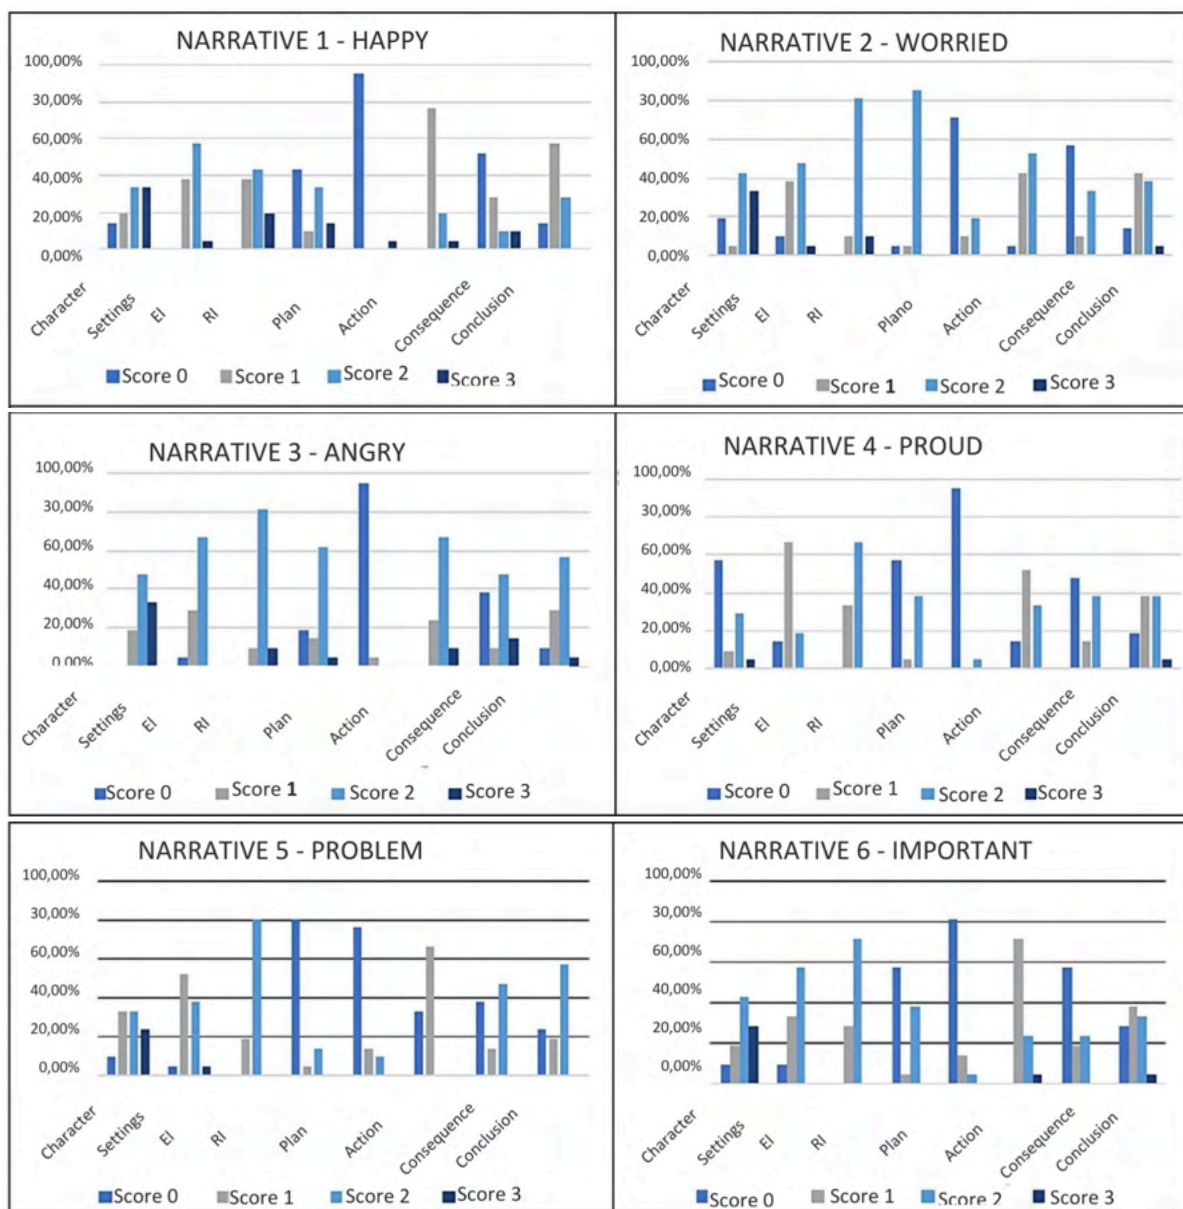 NARRATIVE 1 - HAPPY
100,00%
30,00%
60,00%
40,00%
20,00%
0,00%
Character
Settings
EI
RI
Plan
Action
Consequence
Conclusion
Score 0
Score 1
Score 2
Score 3
NARRATIVE 2 - WORRIED
100,00%
30,00%
60,00%
40,00%
20,00%
0,00%
Character
Settings
EI
RI
Plano
Action
Consequence
Conclusion
Score 0
Score 1
Score 2
Score 3
NARRATIVE 3 - ANGRY
100,00%
30,00%
60,00%
40,00%
20,00%
0,00%
Character
Settings
EI
RI
Plan
Action
Consequence
Conclusion
Score 0
Score 1
Score 2
Score 3
NARRATIVE 4 - PROUD
100,00%
30,00%
60,00%
40,00%
20,00%
0,00%
Character
Settings
EI
RI
Plan
Action
Consequence
Conclusion
Score 0
Score 1
Score 2
Score 3
NARRATIVE 5 - PROBLEM
100,00%
30,00%
60,00%
40,00%
20,00%
0,00%
Character
Settings
EI
RI
Plan
Action
Consequence
Conclusion
Score 0
Score 1
Score 2
Score 3
NARRATIVE 6 - IMPORTANT
100,00%
30,00%
60,00%
40,00%
20,00%
0,00%
Character
Settings
EI
RI
Plan
Action
Consequence
Conclusion
Score 0
Score 1
Score 2
Score 3